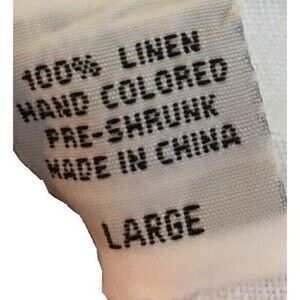 100% LINEN
HAND COLORED
PRE-SHRUNK
MADE IN CHINA
LARGE